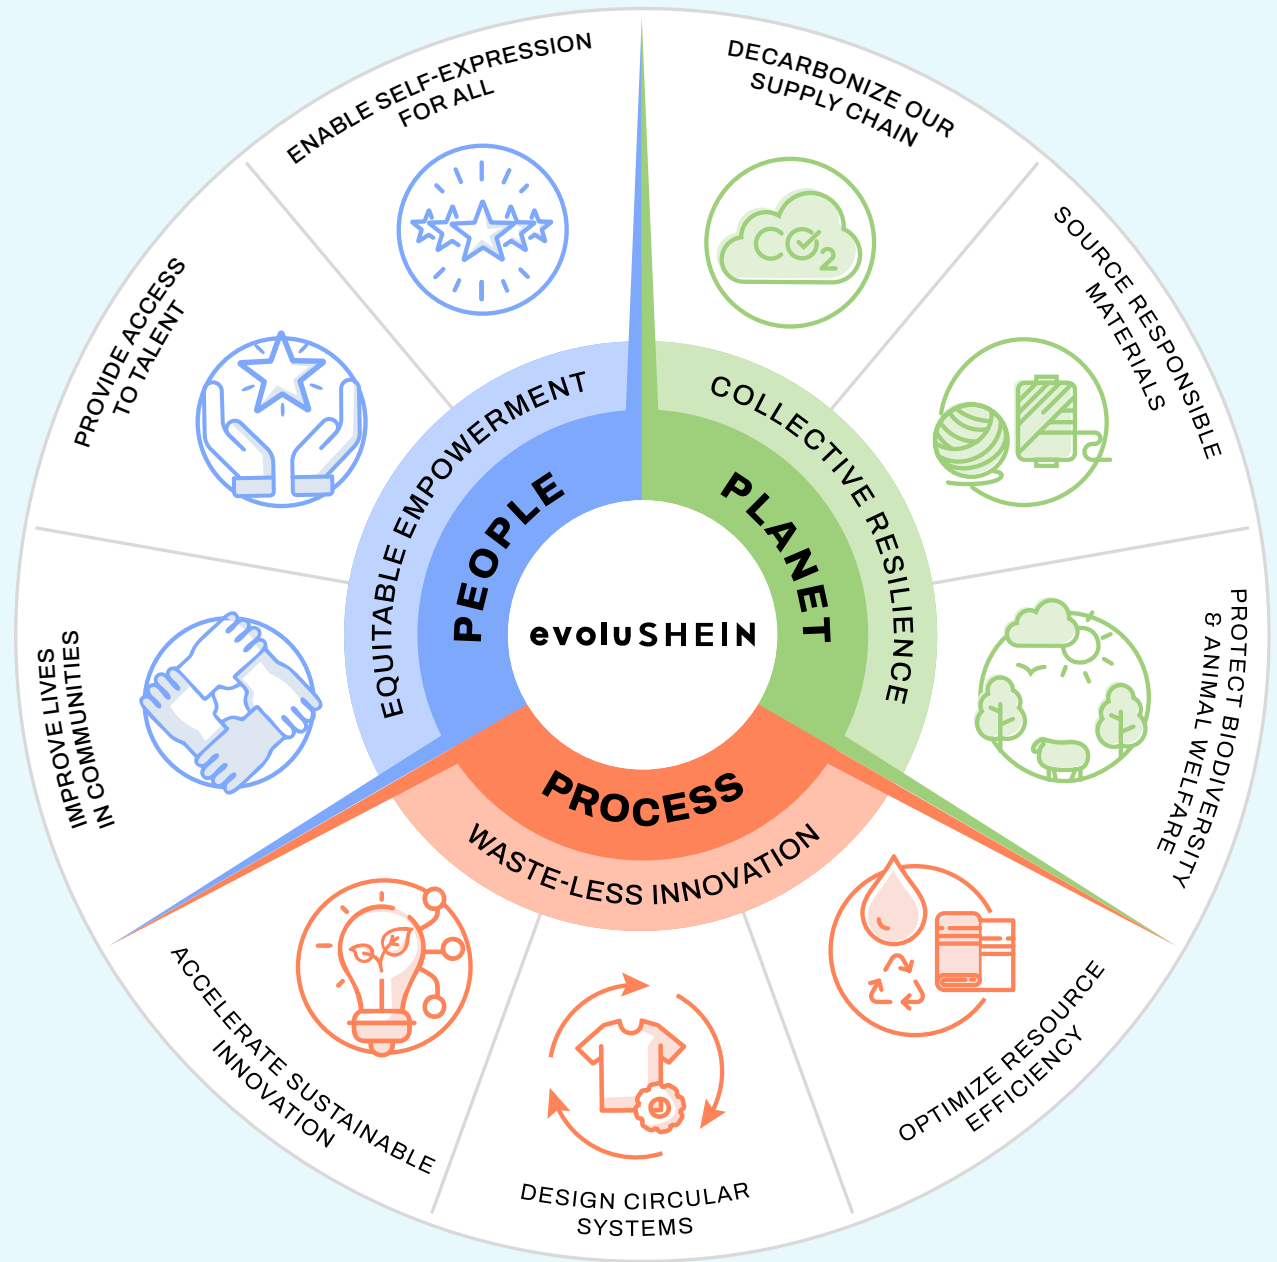 ENABLE SELF-EXPRESSION
FOR ALL
DECARBONIZE OUR
SUPPLY CHAIN
CO2
SOURCE RESPONSIBLE
MATERIALS
PROTECT BIODIVERSITY
& ANIMAL WELFARE
OPTIMIZE RESOURCE
EFFICIENCY
DESIGN CIRCULAR
SYSTEMS
ACCELERATE SUSTAINABLE
INNOVATION
IMPROVE LIVES
IN COMMUNITIES
PROVIDE ACCESS
TO TALENT
EQUITABLE EMPOWERMENT
PEOPLE
COLLECTIVE RESILIENCE
PLANET
WASTE-LESS INNOVATION
PROCESS
evoluSHEIN